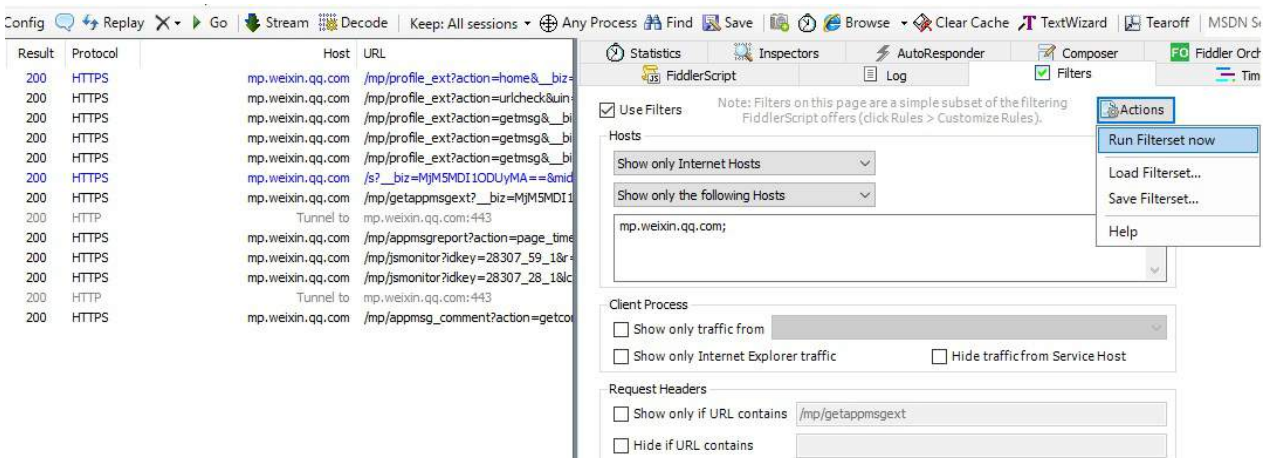 Config Replay X Go Stream Decode Keep: All sessions Any Process Find Save Browse Clear Cache TextWizard Tearoff MSDN Se
Result Protocol Host URL
200 HTTPS mp.weixin.qq.com /mp/profile_ext?action=home&__biz=
200 HTTPS mp.weixin.qq.com /mp/profile_ext?action=urlcheck&uin=
200 HTTPS mp.weixin.qq.com /mp/profile_ext?action=getmsg&__bi
200 HTTPS mp.weixin.qq.com /mp/profile_ext?action=getmsg&__bi
200 HTTPS mp.weixin.qq.com /mp/profile_ext?action=getmsg&__bi
200 HTTPS mp.weixin.qq.com /s?__biz=MjM5MDI1ODUyMA==&mid
200 HTTPS mp.weixin.qq.com /mp/getappmsgext?__biz=MjM5MDI1
200 HTTP Tunnel to mp.weixin.qq.com:443
200 HTTPS mp.weixin.qq.com /mp/appmsgreport?action=page_time
200 HTTPS mp.weixin.qq.com /mp/jsmonitor?idkey=28307_59_1&r=
200 HTTPS mp.weixin.qq.com /mp/jsmonitor?idkey=28307_28_1&lc
200 HTTP Tunnel to mp.weixin.qq.com:443
200 HTTPS mp.weixin.qq.com /mp/appmsg_comment?action=getcor
Statistics Inspectors AutoResponder Composer FO Fiddler Orch
FiddlerScript Log Filters Tim
Use Filters
Note: Filters on this page are a simple subset of the filtering
FiddlerScript offers (click Rules > Customize Rules).
Actions
Run Filterset now
Load Filterset...
Save Filterset...
Help
Hosts
Show only Internet Hosts
Show only the following Hosts
mp.weixin.qq.com;
Client Process
Show only traffic from
Show only Internet Explorer traffic Hide traffic from Service Host
Request Headers
Show only if URL contains /mp/getappmsgext
Hide if URL contains